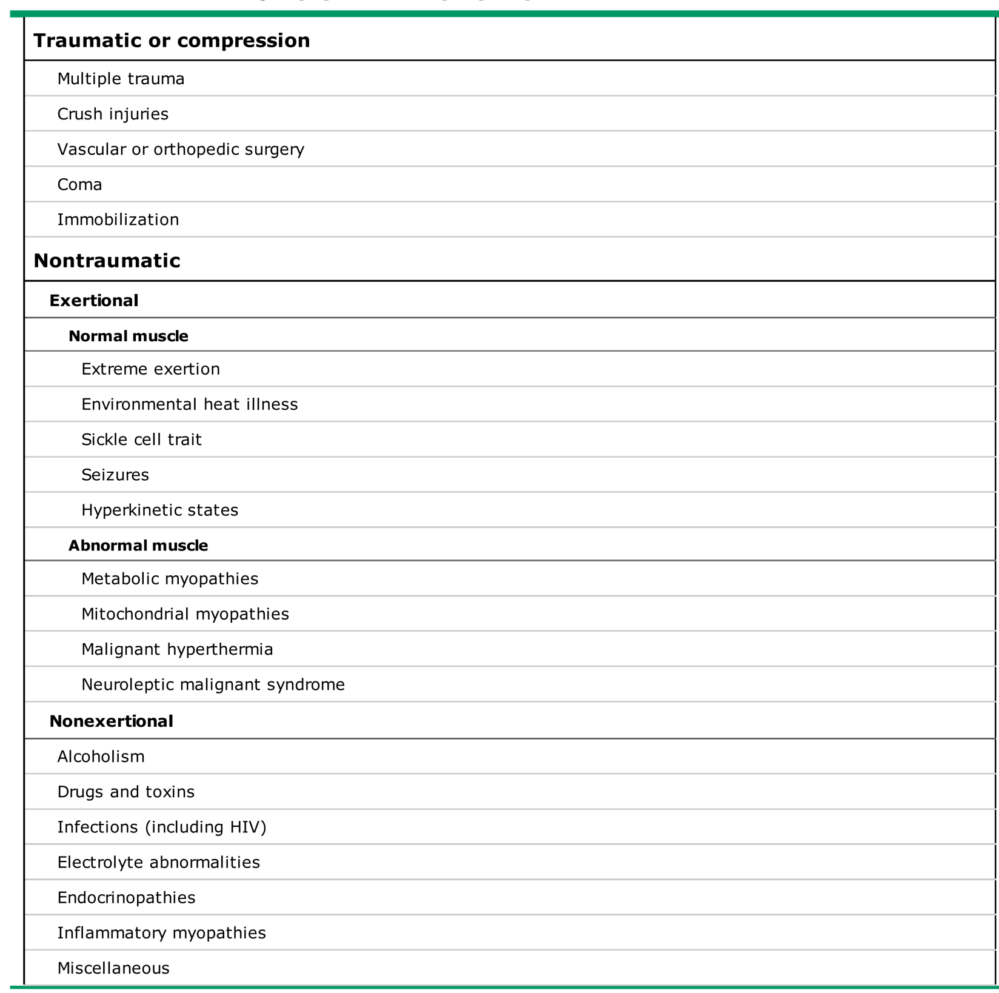 Traumatic or compression
Multiple trauma
Crush injuries
Vascular or orthopedic surgery
Coma
Immobilization
Nontraumatic
Exertional
Normal muscle
Extreme exertion
Environmental heat illness
Sickle cell trait
Seizures
Hyperkinetic states
Abnormal muscle
Metabolic myopathies
Mitochondrial myopathies
Malignant hyperthermia
Neuroleptic malignant syndrome
Nonexertional
Alcoholism
Drugs and toxins
Infections (including HIV)
Electrolyte abnormalities
Endocrinopathies
Inflammatory myopathies
Miscellaneous